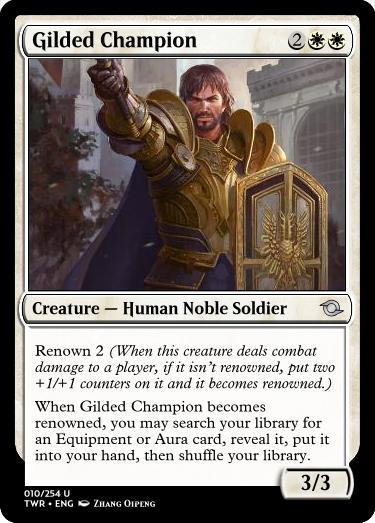 Gilded Champion 2
Creature — Human Noble Soldier
Renown 2 (When this creature deals combat
damage to a player, if it isn't renowned, put two
+1/+1 counters on it and it becomes renowned.)
When Gilded Champion becomes
renowned, you may search your library for
an Equipment or Aura card, reveal it, put it
into your hand, then shuffle your library.
3/3
010/254 U
TWR • ENG Zhang Qipeng